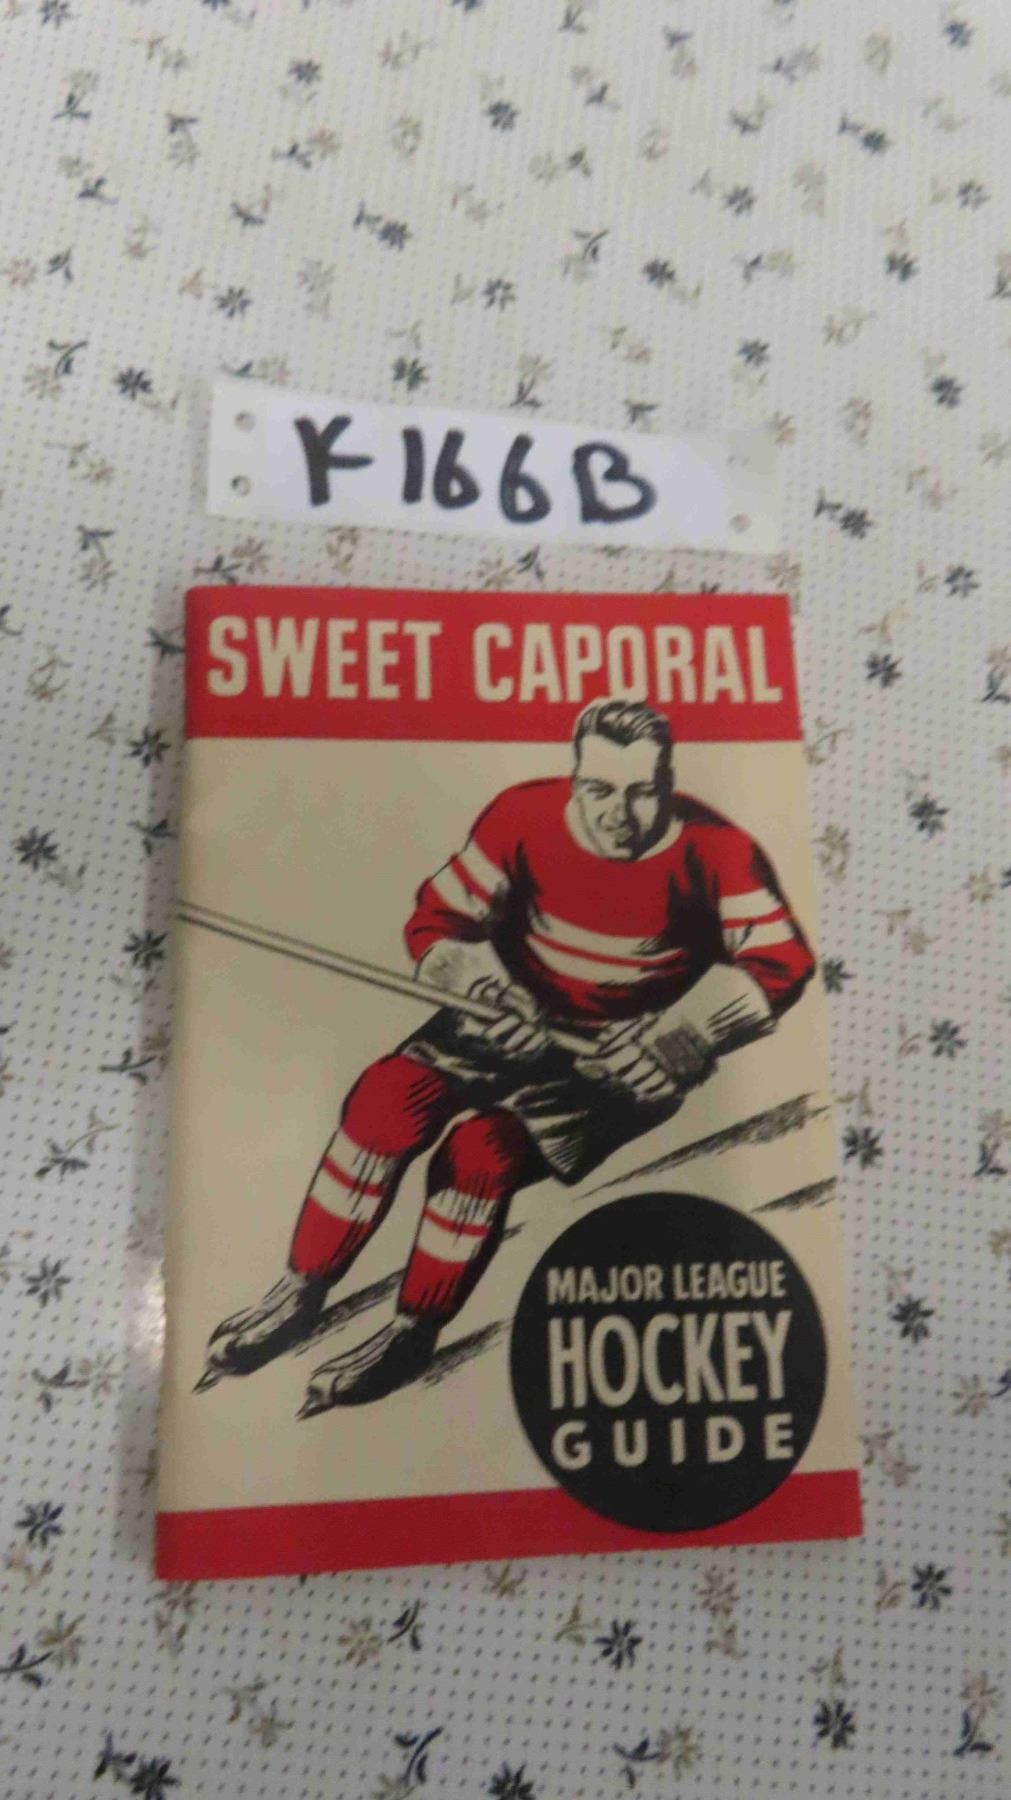 K166B
SWEET CAPORAL
MAJOR LEAGUE
HOCKEY
GUIDE